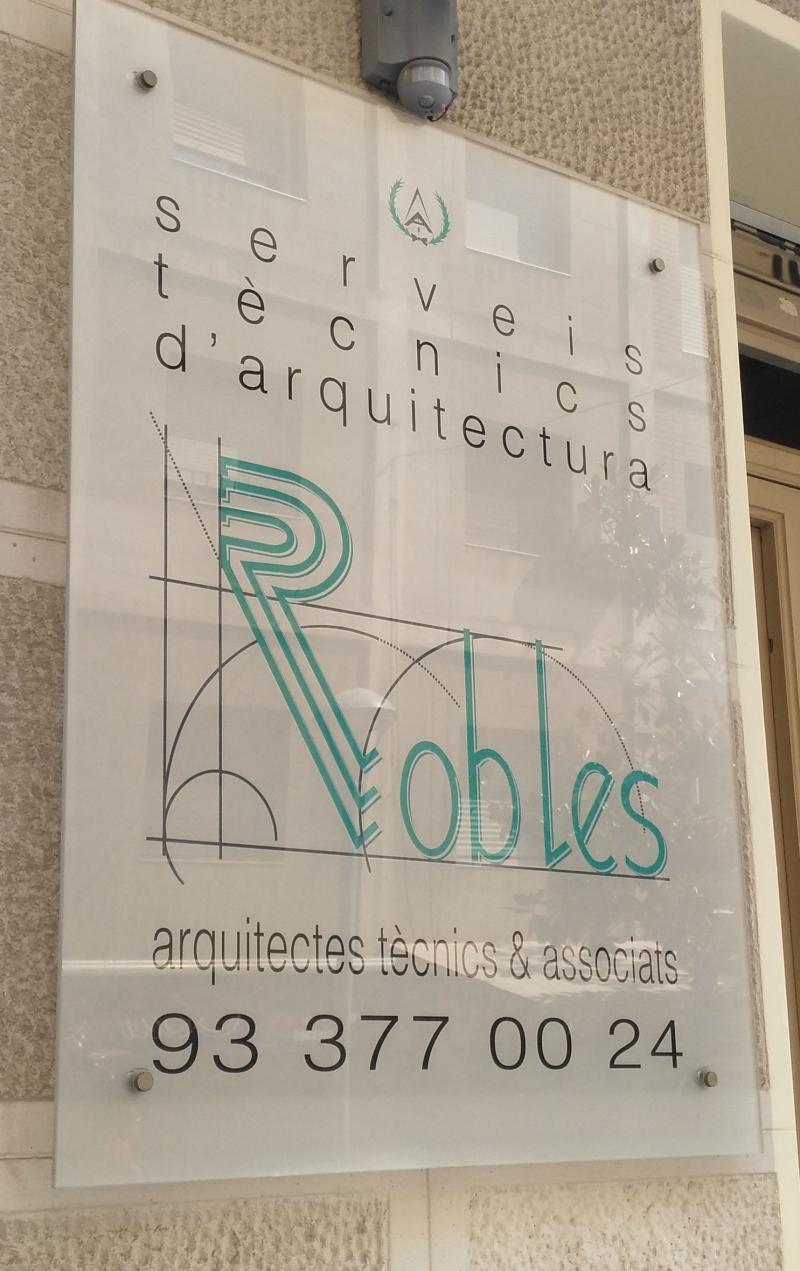 serveis
tècnics
d'arquitectura
Robles
arquitectes tècnics & associats
93 377 00 24